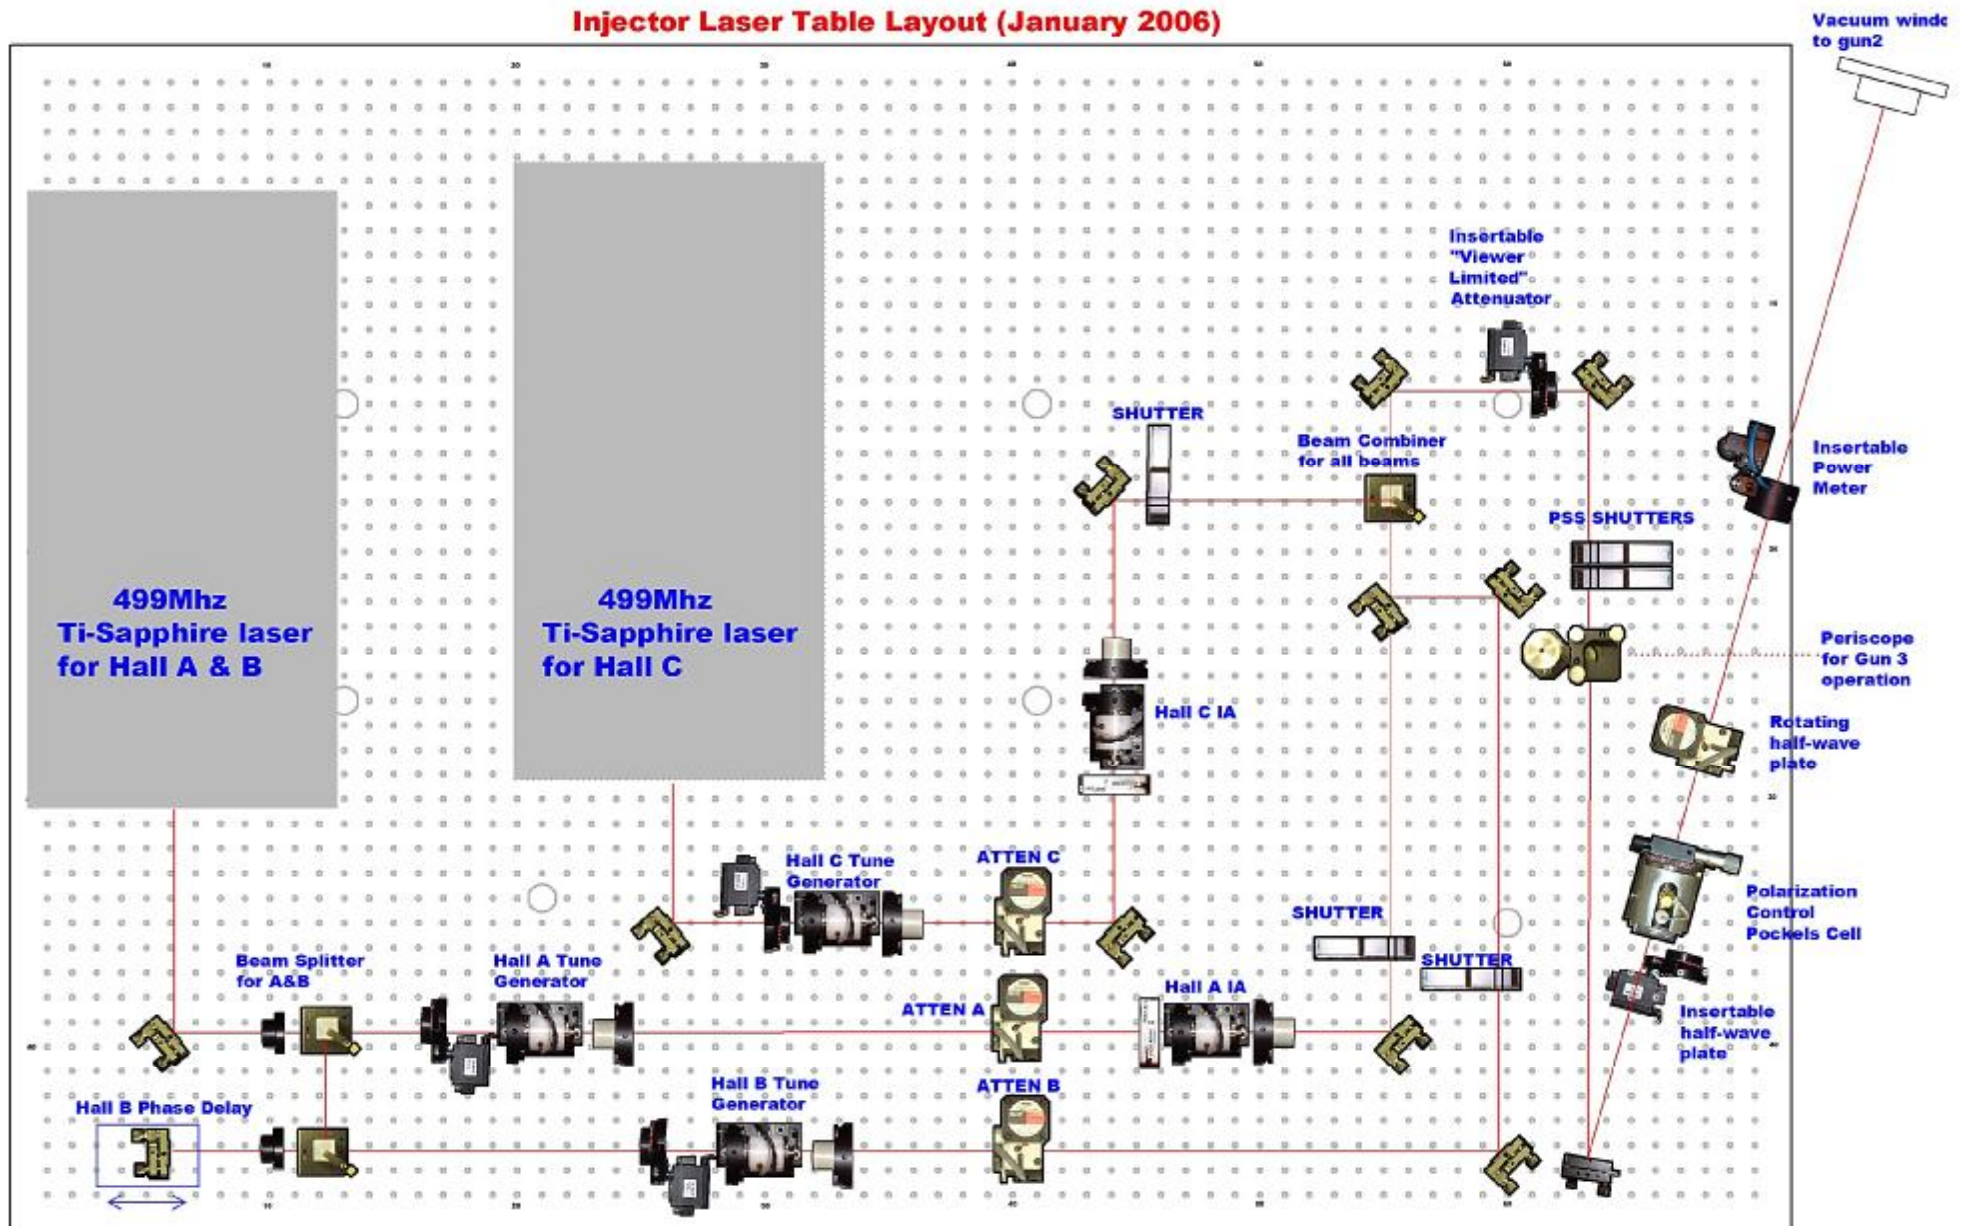 Injector Laser Table Layout (January 2006)
Vacuum windo
to gun2
Insertable
"Viewer
Limited"
Attenuator
SHUTTER
Beam Combiner
for all beams
Insertable
Power
Meter
PSS SHUTTERS
499Mhz
Ti-Sapphire laser
for Hall A & B
499Mhz
Ti-Sapphire laser
for Hall C
Periscope
for Gun 3
operation
Hall C IA
Rotating
half-wave
plate
Hall C Tune
Generator
ATTEN C
Polarization
Control
Pockels Cell
SHUTTER
SHUTTER
Beam Splitter
for A&B
Hall A Tune
Generator
ATTEN A
Hall A IA
Insertable
half-wave
plate
Hall B Phase Delay
Hall B Tune
Generator
ATTEN B